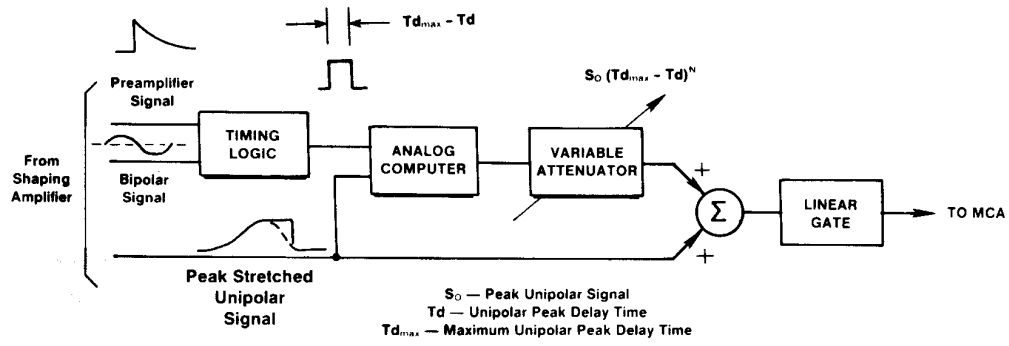 Td_max - Td
Preamplifier
Signal
S_O (Td_max - Td)^N
TIMING
LOGIC
ANALOG
COMPUTER
VARIABLE
ATTENUATOR
From
Shaping
Amplifier
Bipolar
Signal
+
Σ
+
LINEAR
GATE
TO MCA
Peak Stretched
Unipolar
Signal
S_O — Peak Unipolar Signal
Td — Unipolar Peak Delay Time
Td_max — Maximum Unipolar Peak Delay Time